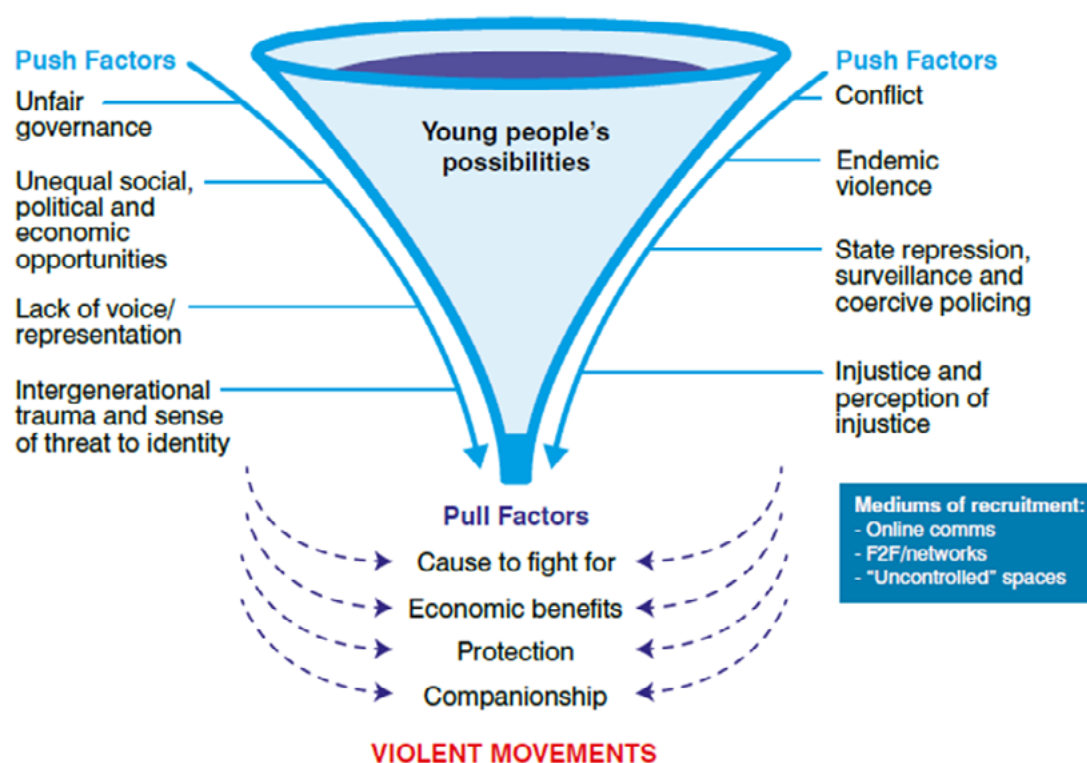 Push Factors
Unfair
governance
Unequal social,
political and
economic
opportunities
Lack of voice/
representation
Intergenerational
trauma and sense
of threat to identity
Young people's
possibilities
Push Factors
Conflict
Endemic
violence
State repression,
surveillance and
coercive policing
Injustice and
perception of
injustice
Mediums of recruitment:
- Online comms
- F2F/networks
- "Uncontrolled" spaces
Pull Factors
Cause to fight for
Economic benefits
Protection
Companionship
VIOLENT MOVEMENTS